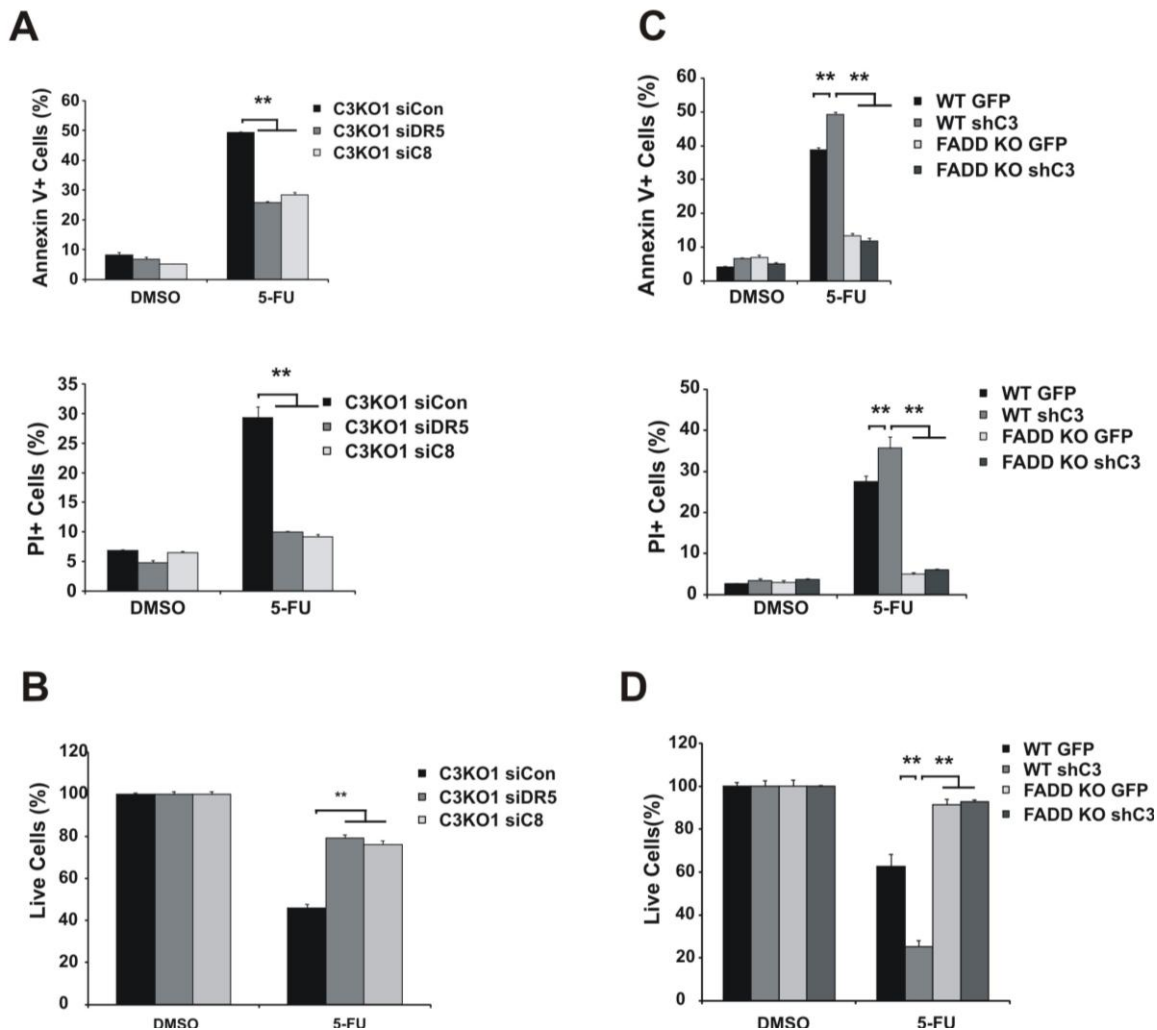 A
Annexin V+ Cells (%)
60
50
40
30
20
10
0
**
DMSO
5-FU
C3KO1 siCon
C3KO1 siDR5
C3KO1 siC8
PI+ Cells (%)
35
30
25
20
15
10
5
0
**
DMSO
5-FU
C3KO1 siCon
C3KO1 siDR5
C3KO1 siC8
B
Live Cells (%)
120
100
80
60
40
20
0
**
DMSO
5-FU
C3KO1 siCon
C3KO1 siDR5
C3KO1 siC8
C
Annexin V+ Cells (%)
60
50
40
30
20
10
0
** **
DMSO
5-FU
WT GFP
WT shC3
FADD KO GFP
FADD KO shC3
PI+ Cells (%)
50
40
30
20
10
0
** **
DMSO
5-FU
WT GFP
WT shC3
FADD KO GFP
FADD KO shC3
D
Live Cells(%)
120
100
80
60
40
20
0
** **
DMSO
5-FU
WT GFP
WT shC3
FADD KO GFP
FADD KO shC3